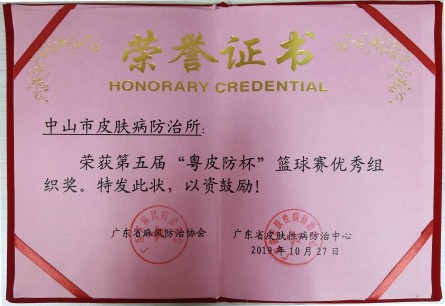 荣誉证书
HONORARY CREDENTIAL
中山市皮肤病防治所:
荣获第五届“粤皮防杯”篮球赛优秀组
织奖。特发此状，以资鼓励！
广东省麻风防治协会 广东省皮肤性病防治中心
2019年10月27日